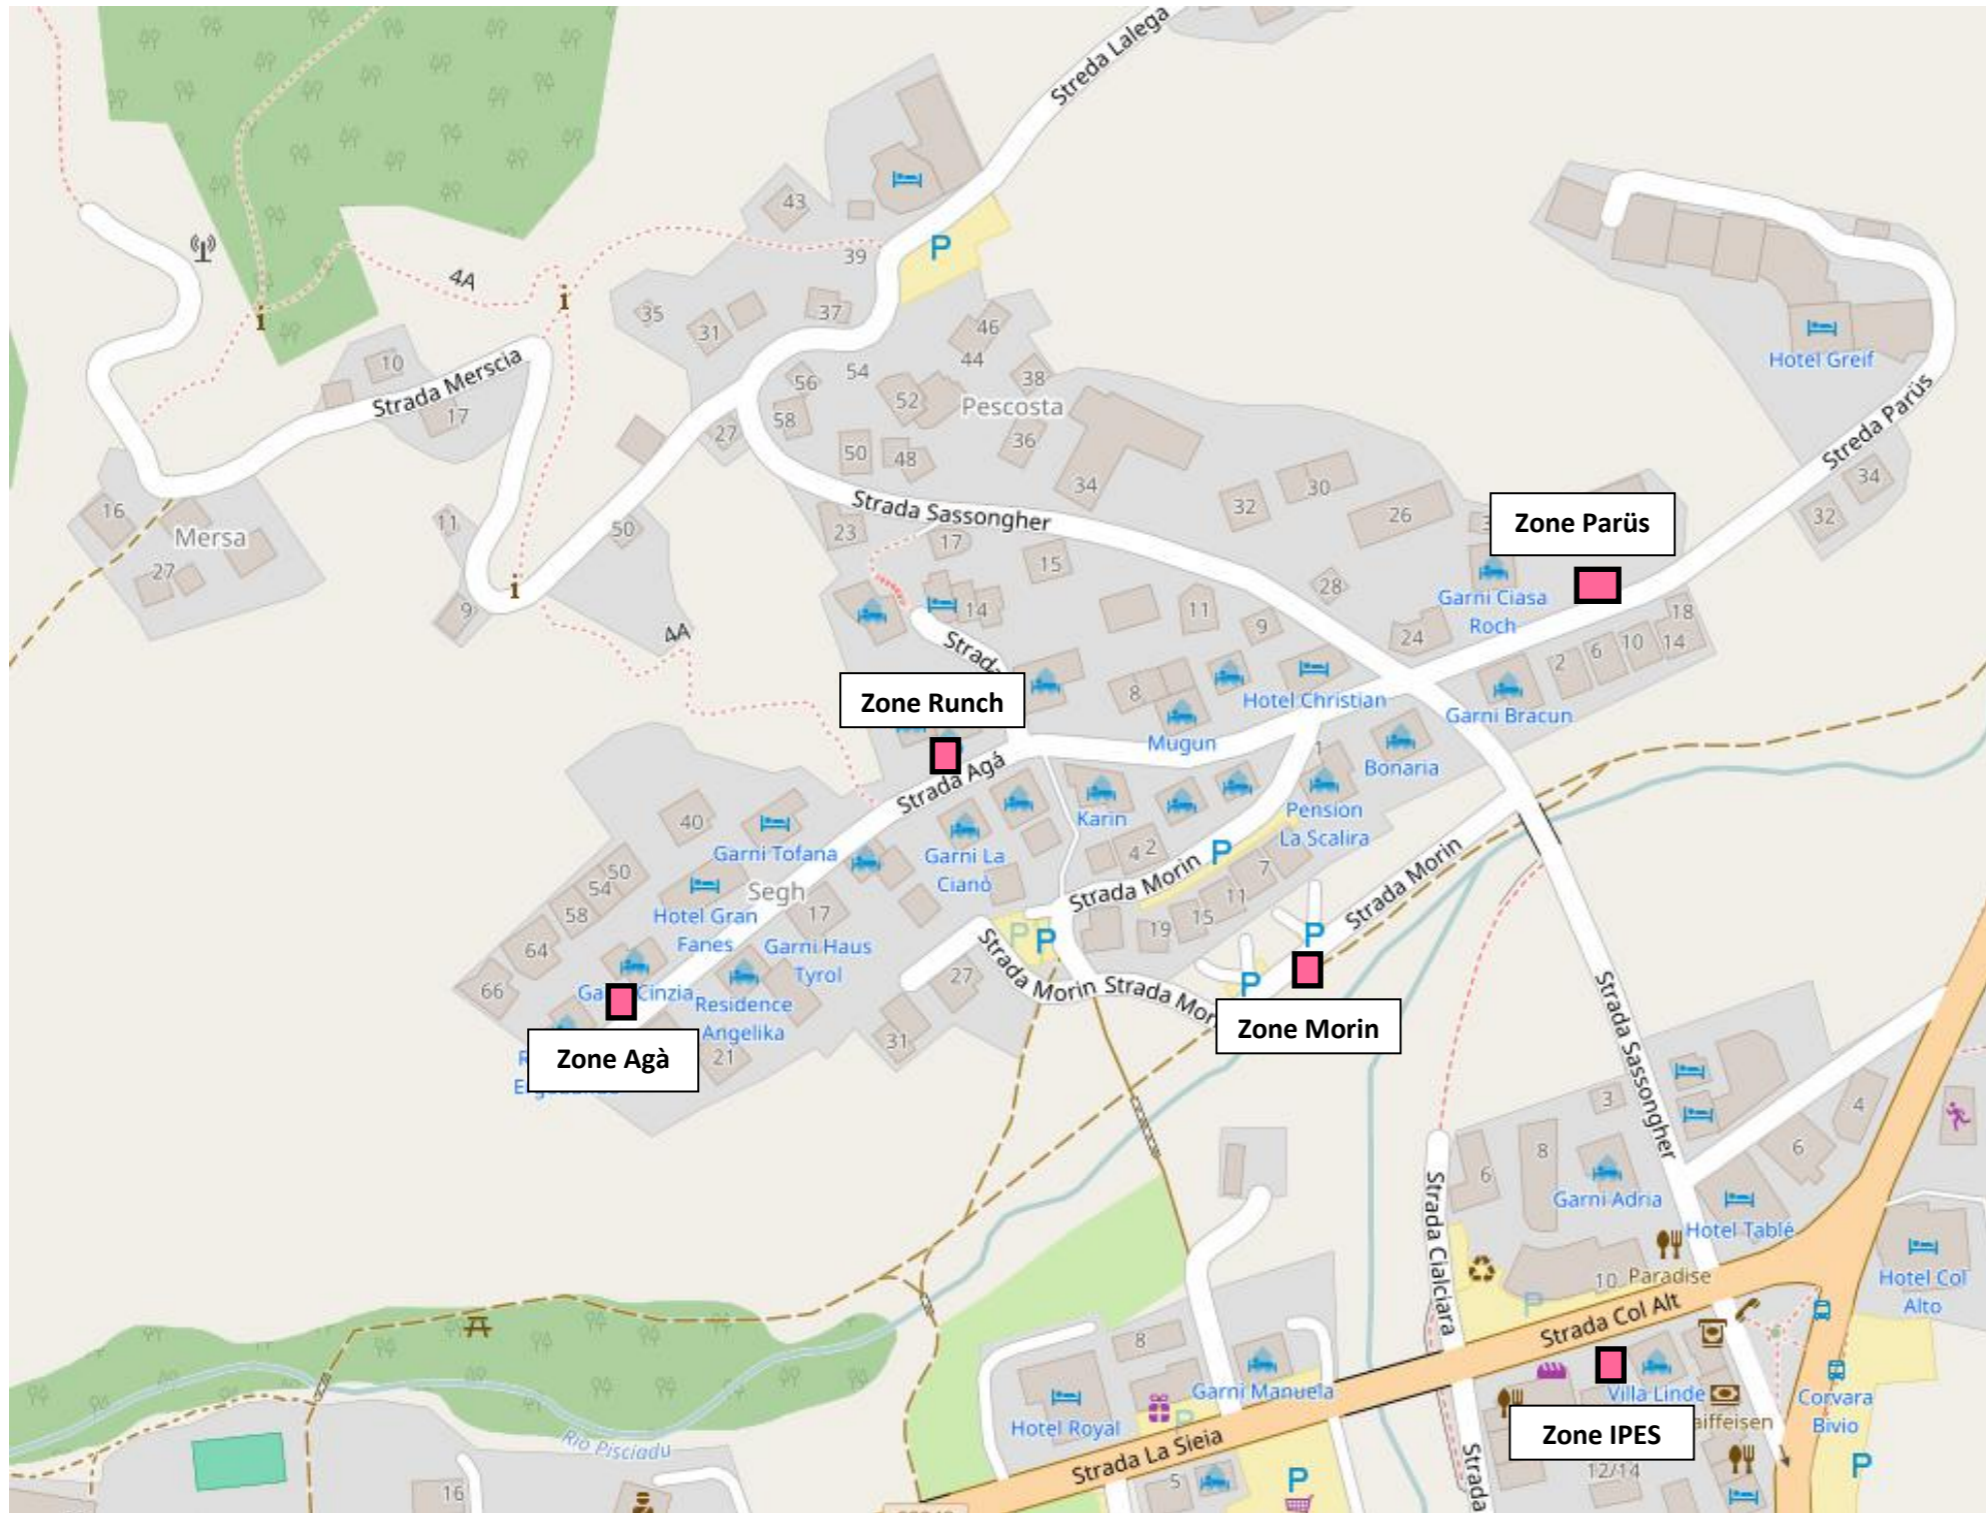 Streda Lalega
43
39
4A
35
31
37
46
44
54
56
38
Hotel Greif
10
Strada Merscia
17
52
Pescosta
58
27
36
50
48
34
Streda Parüs
34
32
30
26
32
Strada Sassongher
16
Mersa
27
11
50
23
17
15
Zone Parüs
28
Garni Ciasa
Roch
9
4A
14
11
9
24
18
14
10
6
2
Strada
Zone Runch
8
Hotel Christian
Garni Bracun
Mugun
1
Bonaria
Strada Agá
Karin
Pension
La Scalira
40
Garni Tofana
Garni La
Cianò
4
2
50
54
58
Segh
Hotel Gran
Fanes
17
Garni Haus
Tyrol
Strada Morin
7
11
15
19
Strada Morin
64
66
Residence
Angelika
27
Strada Morin
Zone Morin
Strada Sassongher
31
21
Zone Agà
3
4
6
8
6
Garni Adria
Hotel Tablé
Strada Cialciara
10
Paradise
Hotel Col
Alto
Strada Col Alt
8
Garni Manuela
Villa Linde
Corvara
Bivio
Hotel Royal
Zone IPES
Rio Pisciadu
Strada La Sieia
12/14
16
5
Strada
P
P
P
P
P
P
P
P